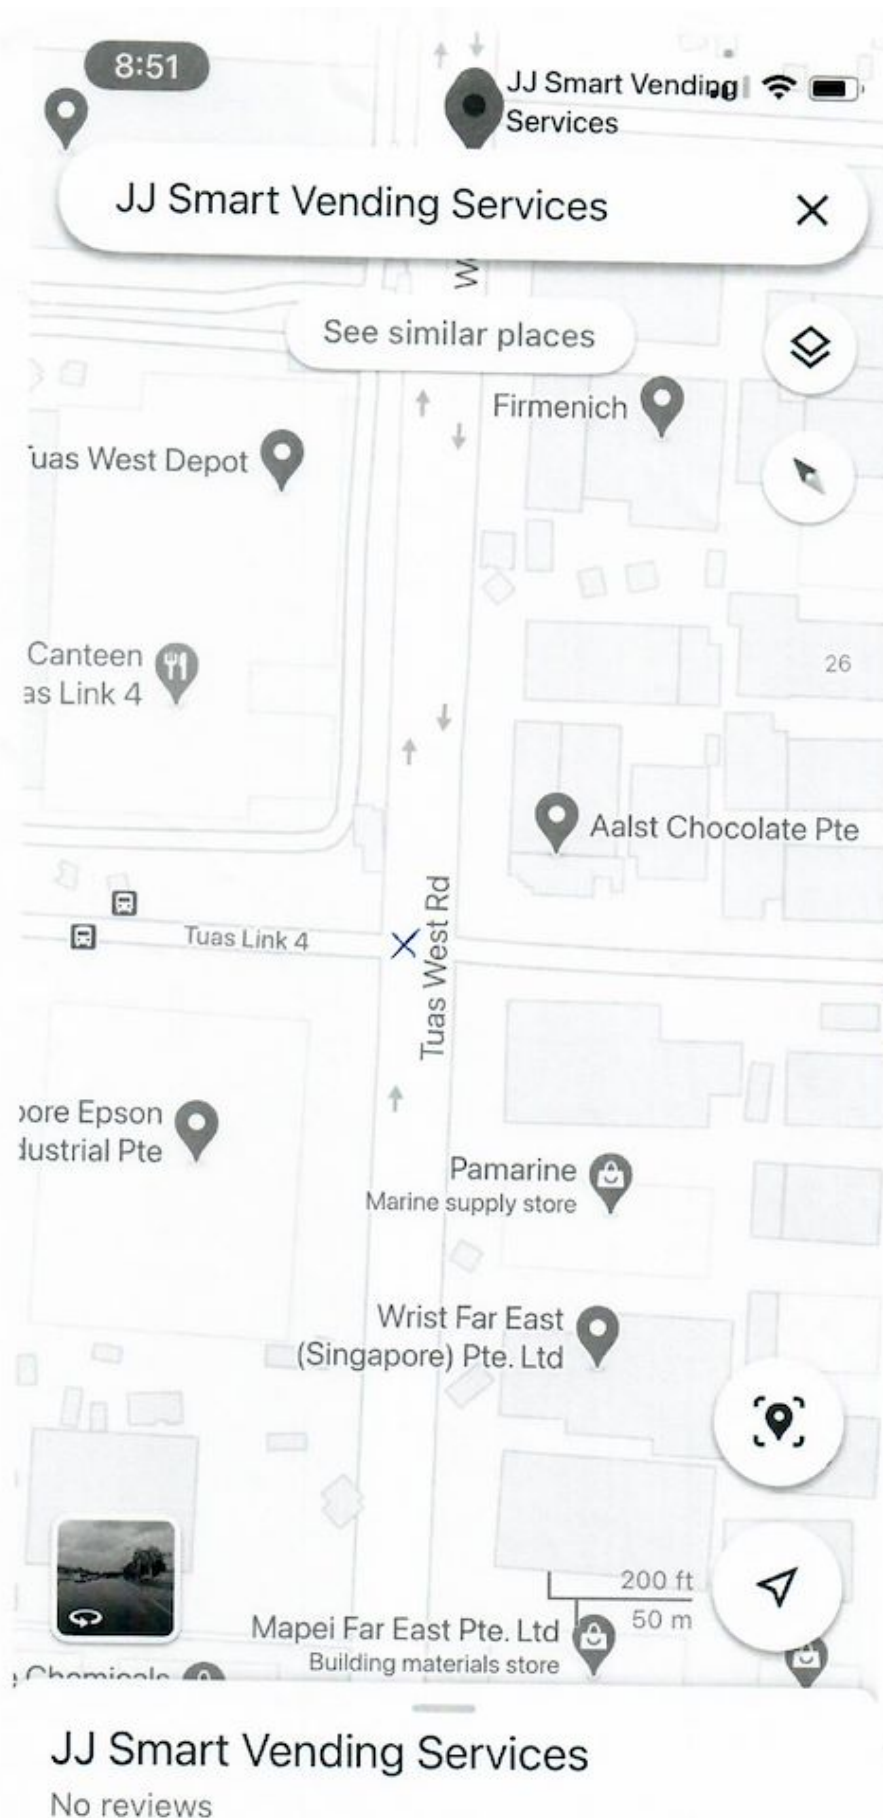 8:51
JJ Smart Vending
Services
JJ Smart Vending Services
W
See similar places
Firmenich
uas West Depot
Canteen
as Link 4
26
Aalst Chocolate Pte
Tuas Link 4
Tuas West Rd
ore Epson
dustrial Pte
Pamarine
Marine supply store
Wrist Far East
(Singapore) Pte. Ltd
200 ft
50 m
Mapei Far East Pte. Ltd
Building materials store
Chemicals
JJ Smart Vending Services
No reviews